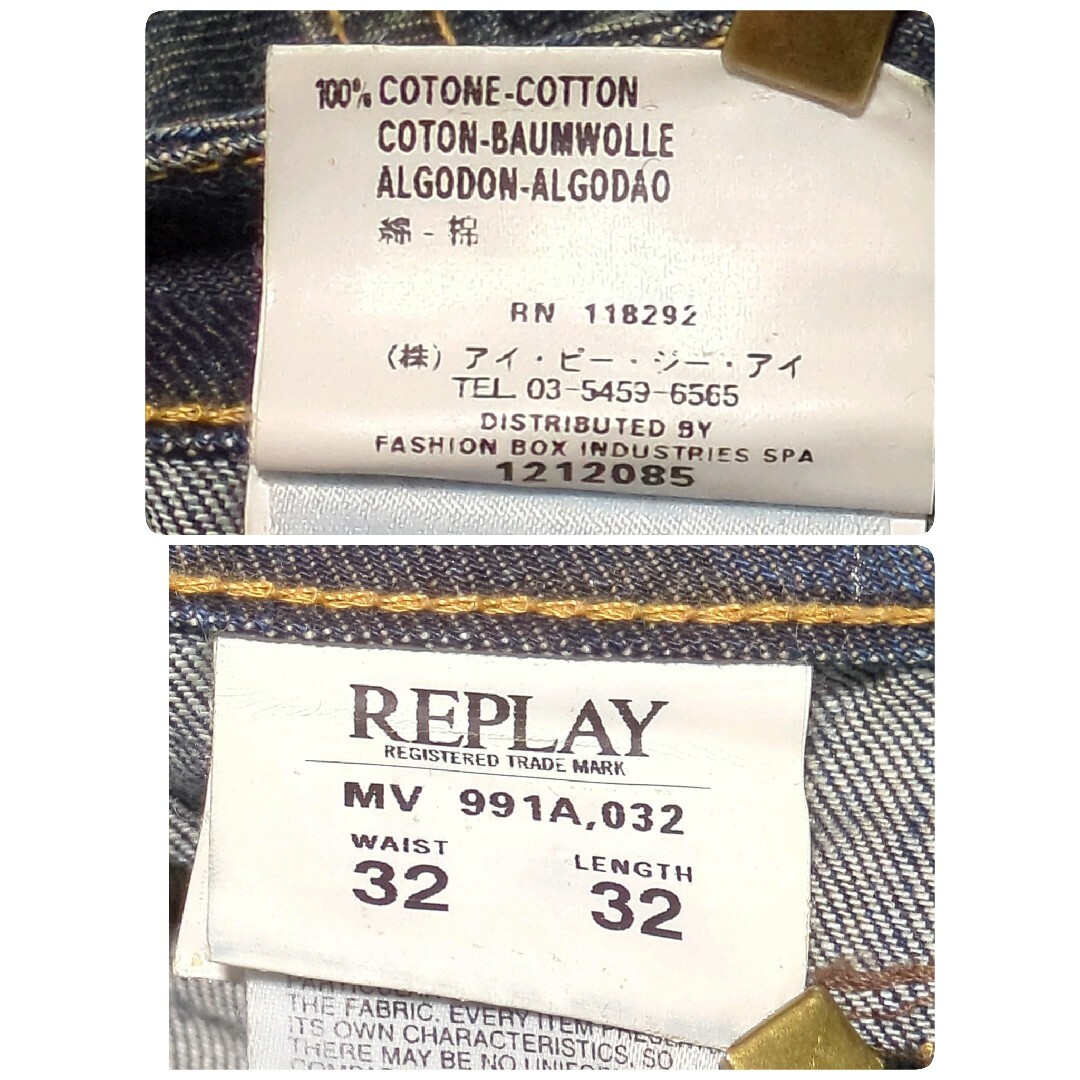 100% COTONE-COTTON
COTON-BAUMWOLLE
ALGODON-ALGODAO
綿 - 棉
RN 118292
(株) アイ・ピー・ジー・アイ
TEL 03-5459-6565
DISTRIBUTED BY
FASHION BOX INDUSTRIES SPA
1212085
REPLAY
REGISTERED TRADE MARK
MV 991A,032
WAIST LENGTH
32 32
THE FABRIC. EVERY ITEM
ITS OWN CHARACTERISTICS, SO
THERE MAY BE NO